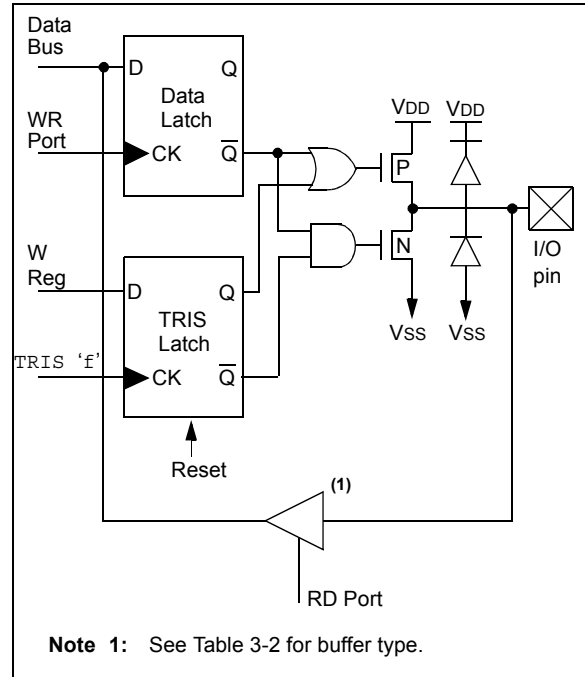 Data
Bus
D
Q
Data
Latch
WR
Port
CK
Q
VDD
VDD
P
N
I/O
pin
W
Reg
D
Q
TRIS
Latch
VSS
VSS
TRIS ‘f’
CK
Q
Reset
(1)
RD Port
Note 1: See Table 3-2 for buffer type.